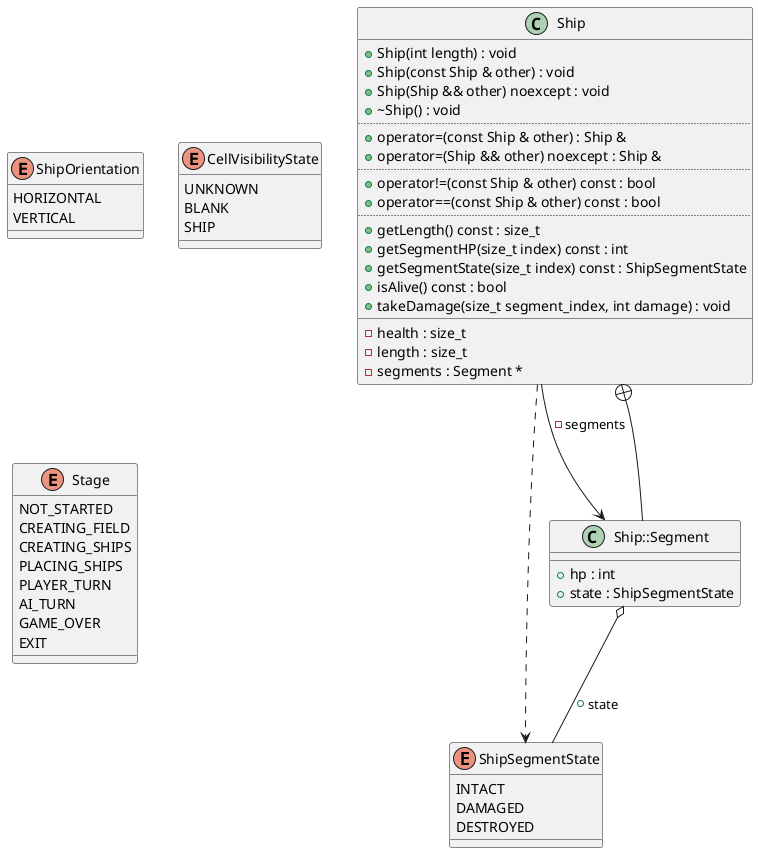 E ShipOrientation
HORIZONTAL
VERTICAL
E CellVisibilityState
UNKNOWN
BLANK
SHIP
C Ship
Ship(int length) : void
Ship(const Ship & other) : void
Ship(Ship && other) noexcept : void
~Ship() : void
operator=(const Ship & other) : Ship &
operator=(Ship && other) noexcept : Ship &
operator!=(const Ship & other) const : bool
operator==(const Ship & other) const : bool
getLength() const : size_t
getSegmentHP(size_t index) const : int
getSegmentState(size_t index) const : ShipSegmentState
isAlive() const : bool
takeDamage(size_t segment_index, int damage) : void
health : size_t
length : size_t
segments : Segment *
segments
E Stage
NOT_STARTED
CREATING_FIELD
CREATING_SHIPS
PLACING_SHIPS
PLAYER_TURN
AI_TURN
GAME_OVER
EXIT
C Ship::Segment
hp : int
state : ShipSegmentState
state
E ShipSegmentState
INTACT
DAMAGED
DESTROYED